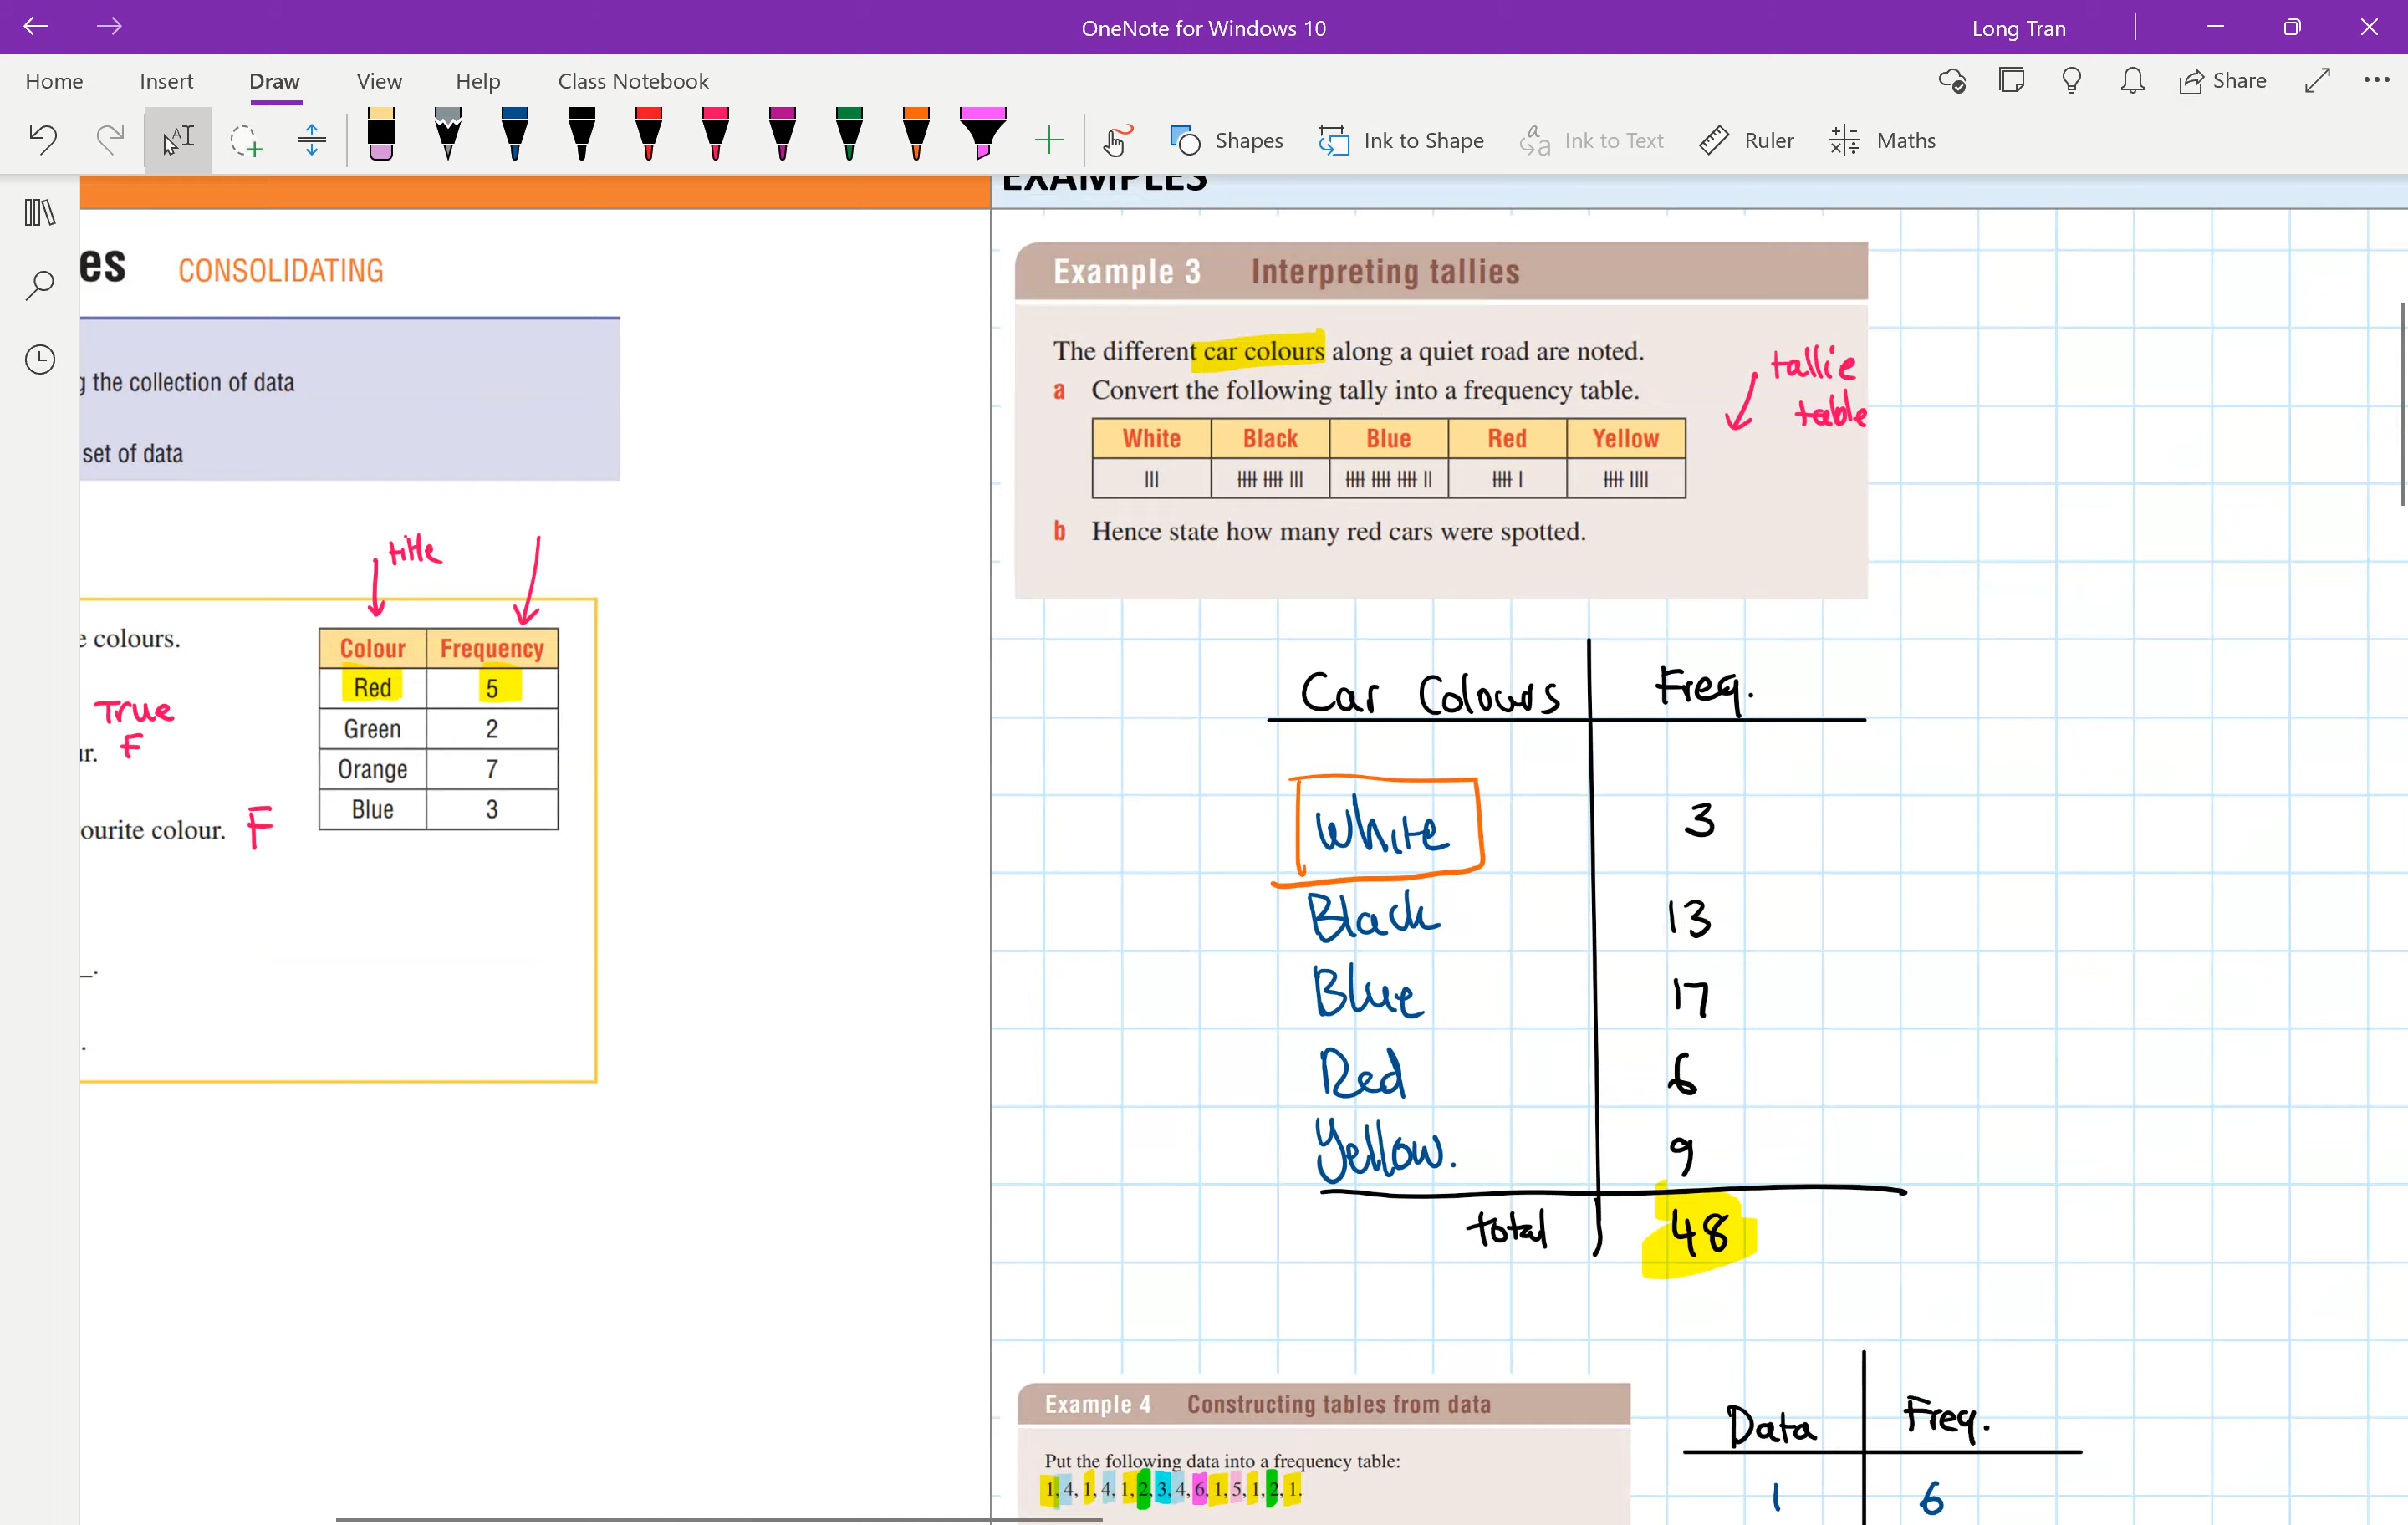 OneNote for Windows 10
Long Tran
Home Insert Draw View Help Class Notebook
Share
Shapes Ink to Shape Ink to Text Ruler Maths
es CONSOLIDATING
the collection of data
set of data
title
e colours.
True
ur. F
ourite colour. F
_.
.
Colour Frequency
Red 5
Green 2
Orange 7
Blue 3
EXAMPLES
Example 3 Interpreting tallies
The different car colours along a quiet road are noted.
a Convert the following tally into a frequency table.
tallie
table
White Black Blue Red Yellow
b Hence state how many red cars were spotted.
Car Colours Freq.
White 3
Black 13
Blue 17
Red 6
Yellow. 9
total 48
Example 4 Constructing tables from data
Put the following data into a frequency table:
1, 4, 1, 4, 1, 2, 3, 4, 6, 1, 5, 1, 2, 1.
Data Freq.
1 6